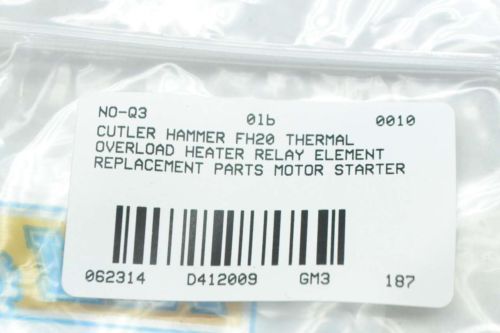 NO-Q3 01b 0010
CUTLER HAMMER FH20 THERMAL
OVERLOAD HEATER RELAY ELEMENT
REPLACEMENT PARTS MOTOR STARTER
062314 D412009 GM3 187